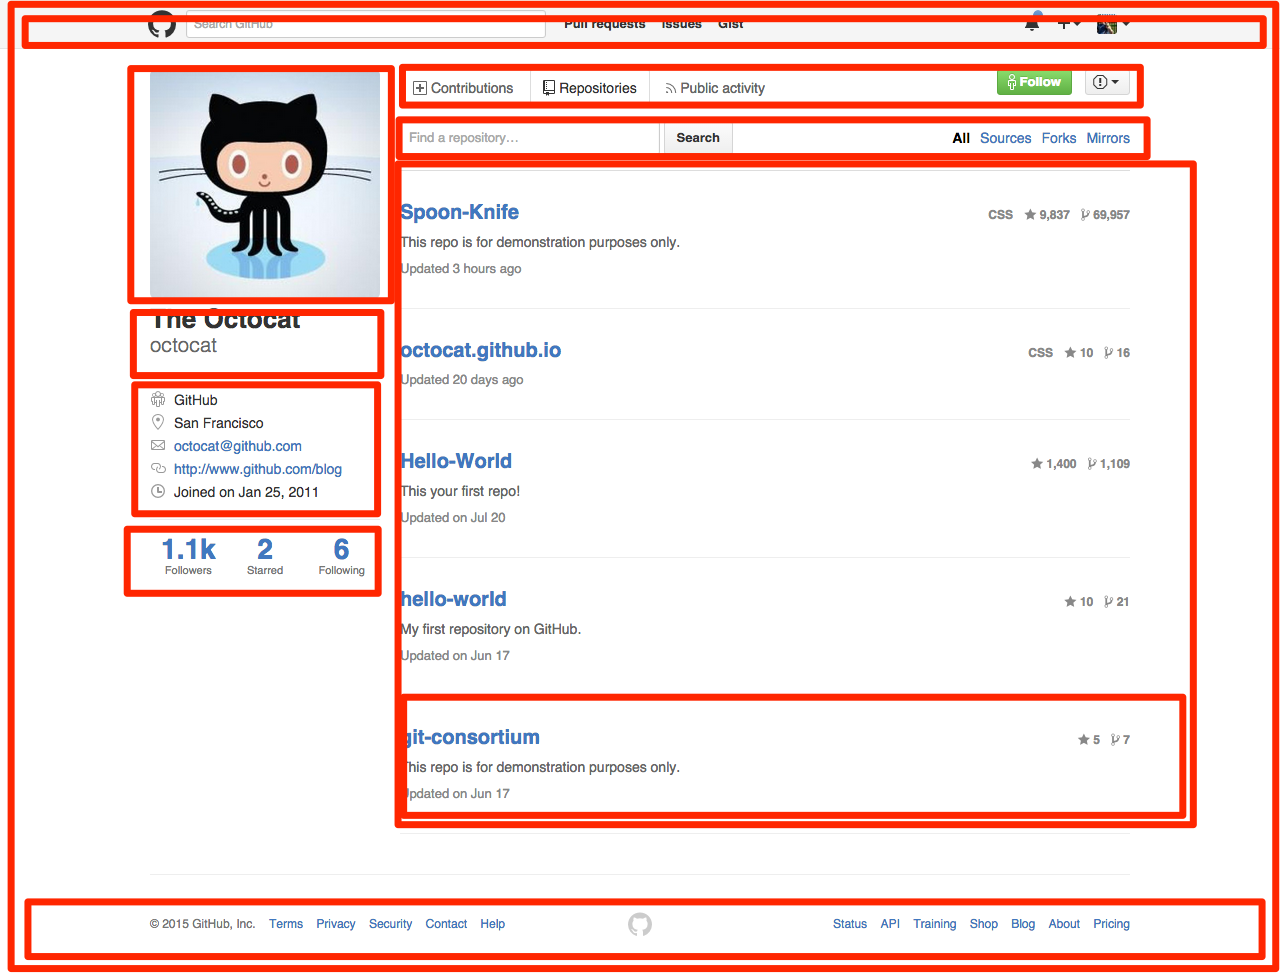 Search GitHub
Pull requests Issues Gist
Contributions Repositories Public activity
Follow
Find a repository... Search All Sources Forks Mirrors
The Octocat
octocat
GitHub
San Francisco
octocat@github.com
http://www.github.com/blog
Joined on Jan 25, 2011
1.1k 2 6
Followers Starred Following
Spoon-Knife CSS 9,837 69,957
This repo is for demonstration purposes only.
Updated 3 hours ago
octocat.github.io CSS 10 16
Updated 20 days ago
Hello-World 1,400 1,109
This your first repo!
Updated on Jul 20
hello-world 10 21
My first repository on GitHub.
Updated on Jun 17
git-consortium 5 7
This repo is for demonstration purposes only.
Updated on Jun 17
© 2015 GitHub, Inc. Terms Privacy Security Contact Help Status API Training Shop Blog About Pricing